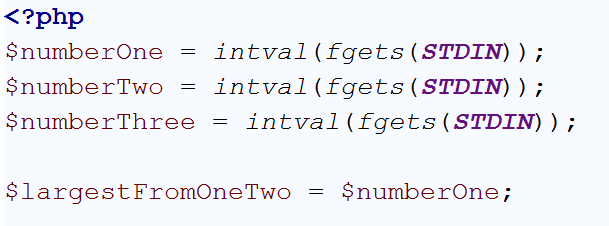 <?php
$numberOne = intval(fgets(STDIN));
$numberTwo = intval(fgets(STDIN));
$numberThree = intval(fgets(STDIN));
$largestFromOneTwo = $numberOne;